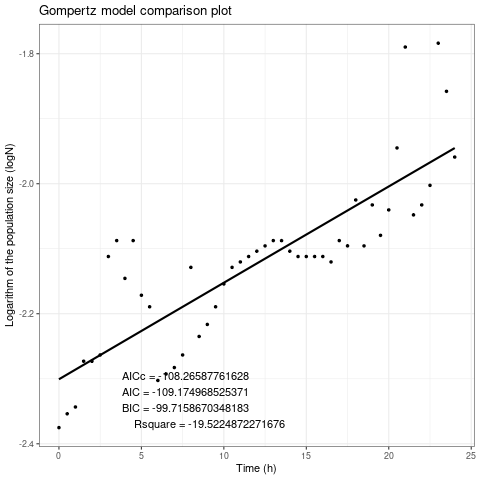 Gompertz model comparison plot
Logarithm of the population size (logN)
-1.8
-2.0
-2.2
-2.4
AICc = -108.26587761628
AIC = -109.174968525371
BIC = -99.7158670348183
Rsquare = -19.5224872271676
0 5 10 15 20 25
Time (h)